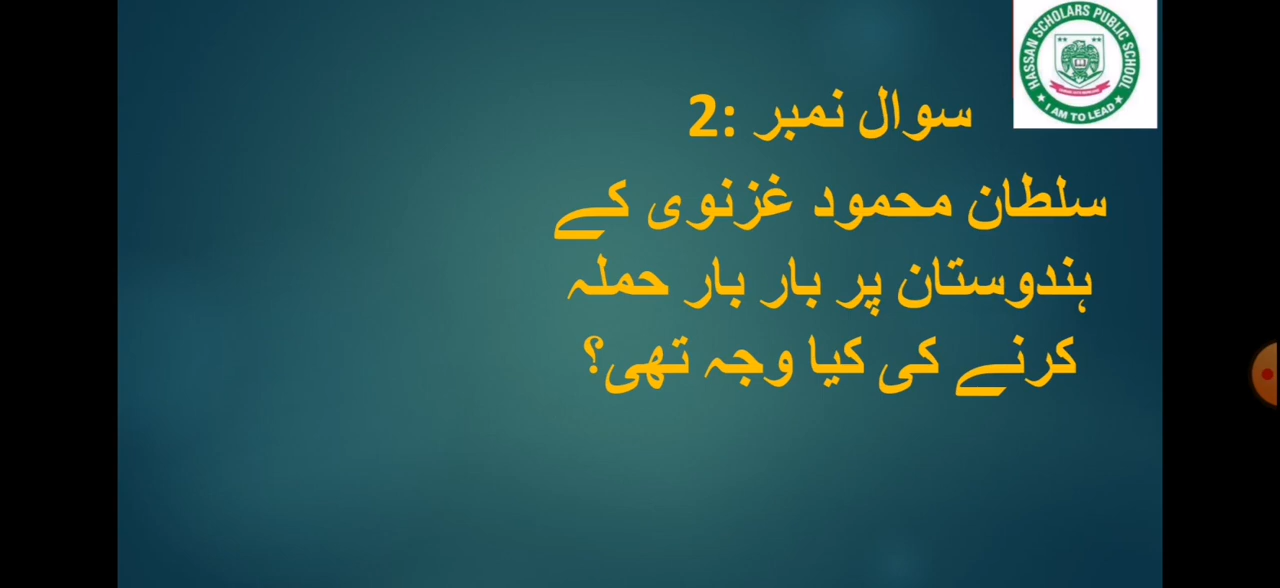 HASSAN SCHOLARS PUBLIC SCHOOL
I AM TO LEAD
سوال نمبر :2
سلطان محمود غزنوی کے
ہندوستان پر بار بار حملہ
کرنے کی کیا وجہ تھی؟